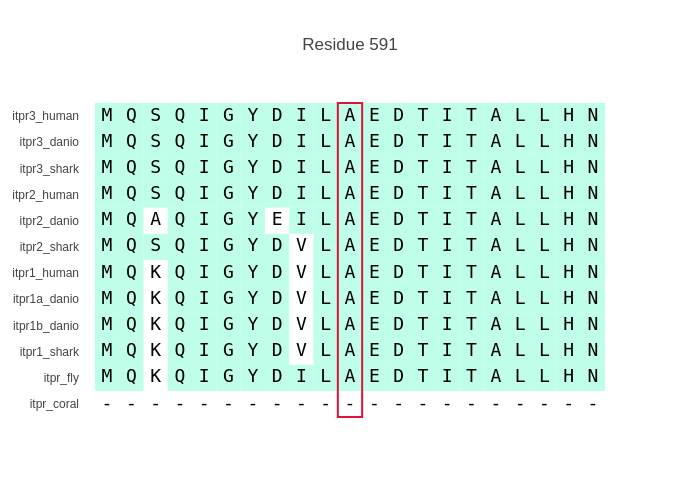 Residue 591
itpr3_human M Q S Q I G Y D I L A E D T I T A L L H N
itpr3_danio M Q S Q I G Y D I L A E D T I T A L L H N
itpr3_shark M Q S Q I G Y D I L A E D T I T A L L H N
itpr2_human M Q S Q I G Y D I L A E D T I T A L L H N
itpr2_danio M Q A Q I G Y E I L A E D T I T A L L H N
itpr2_shark M Q S Q I G Y D V L A E D T I T A L L H N
itpr1_human M Q K Q I G Y D V L A E D T I T A L L H N
itpr1a_danio M Q K Q I G Y D V L A E D T I T A L L H N
itpr1b_danio M Q K Q I G Y D V L A E D T I T A L L H N
itpr1_shark M Q K Q I G Y D V L A E D T I T A L L H N
itpr_fly M Q K Q I G Y D I L A E D T I T A L L H N
itpr_coral - - - - - - - - - - - - - - - - - - - - -